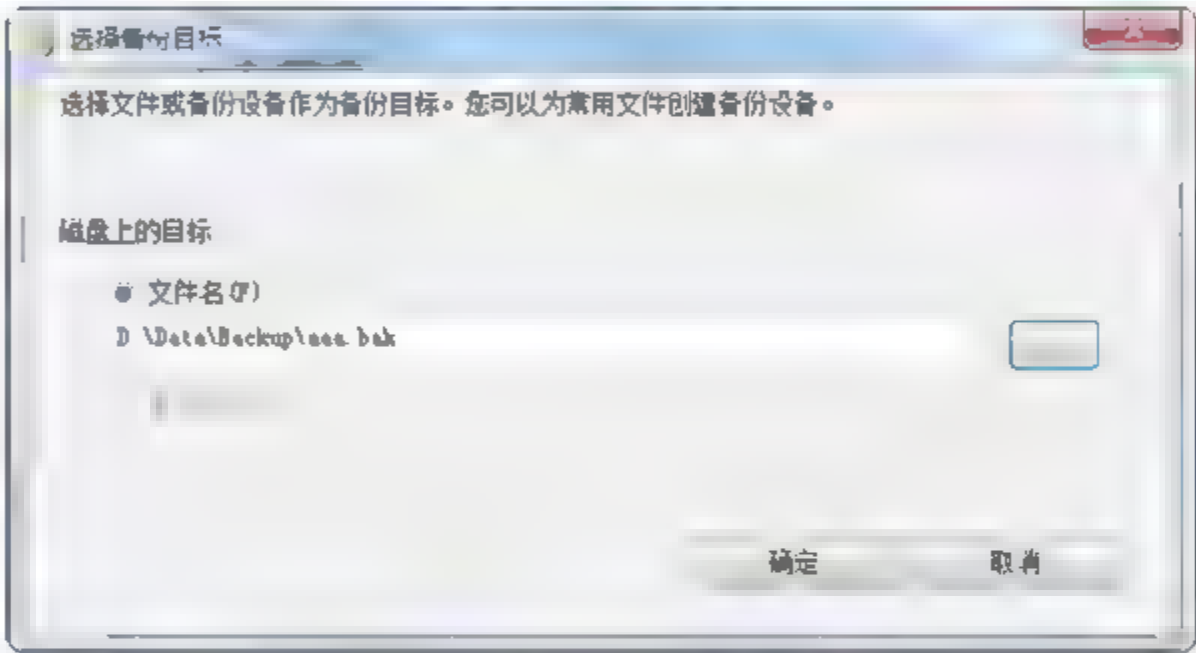 选择备份目标
选择文件或备份设备作为备份目标。您可以为常用文件创建备份设备。
磁盘上的目标
文件名(F)
D \Data\Backup\aaa.bak
确定
取消